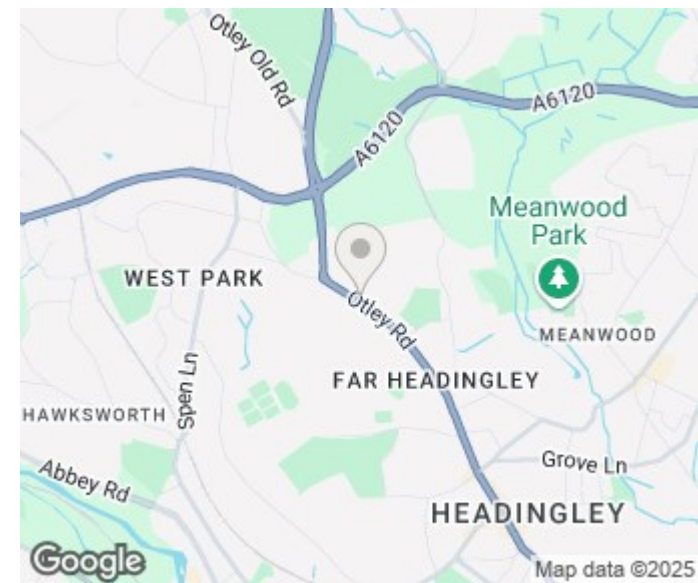 Otley Old Rd
A6120
A6120
Meanwood
Park
WEST PARK
Otley Rd
MEANWOOD
FAR HEADINGLEY
Spen Ln
HAWKSWORTH
Grove Ln
Abbey Rd
HEADINGLEY
Google
Map data ©2025